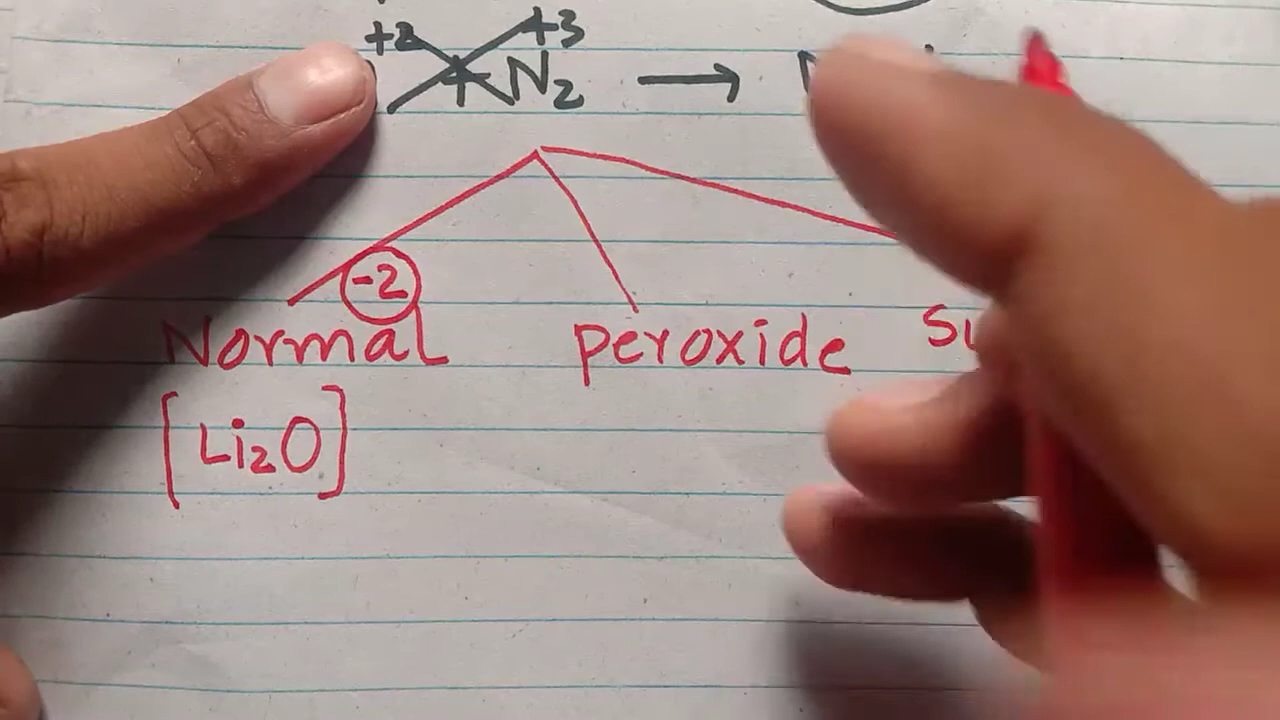 +2 +3
+ N₂ →
-2
Normal peroxide
[Li₂O]